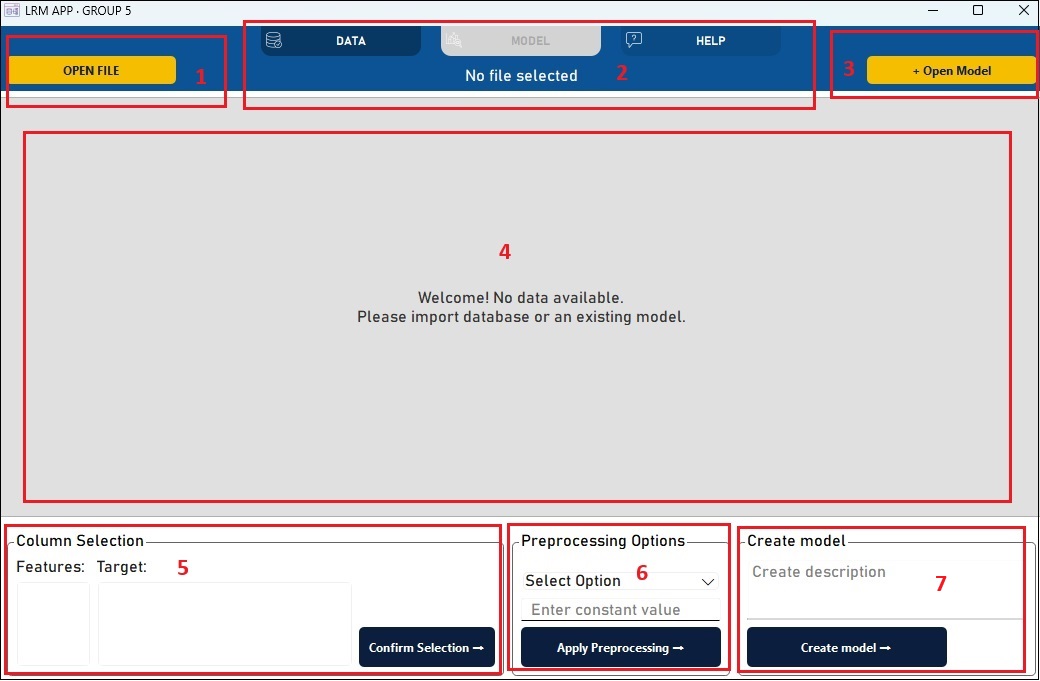 LRM APP · GROUP 5
DATA
MODEL
HELP
OPEN FILE
1
No file selected
2
3
+ Open Model
4
Welcome! No data available.
Please import database or an existing model.
Column Selection
Features: Target:
5
Confirm Selection →
Preprocessing Options
Select Option
6
Enter constant value
Apply Preprocessing →
Create model
Create description
7
Create model →